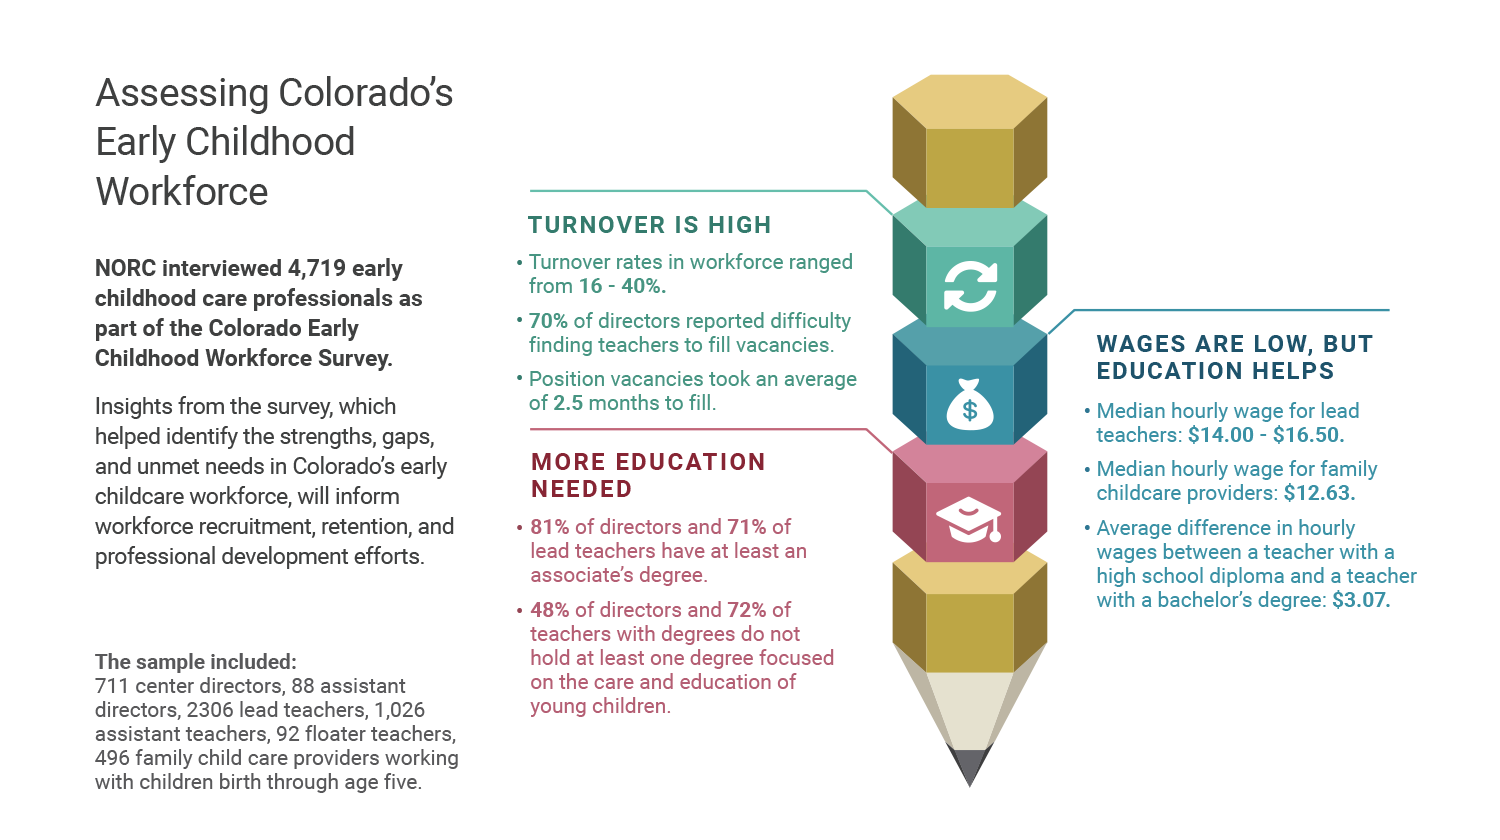 Assessing Colorado's
Early Childhood
Workforce
NORC interviewed 4,719 early
childhood care professionals as
part of the Colorado Early
Childhood Workforce Survey.
Insights from the survey, which
helped identify the strengths, gaps,
and unmet needs in Colorado's early
childcare workforce, will inform
workforce recruitment, retention, and
professional development efforts.
The sample included:
711 center directors, 88 assistant
directors, 2306 lead teachers, 1,026
assistant teachers, 92 floater teachers,
496 family child care providers working
with children birth through age five.
TURNOVER IS HIGH
• Turnover rates in workforce ranged
from 16 - 40%.
• 70% of directors reported difficulty
finding teachers to fill vacancies.
• Position vacancies took an average
of 2.5 months to fill.
MORE EDUCATION
NEEDED
• 81% of directors and 71% of
lead teachers have at least an
associate's degree.
• 48% of directors and 72% of
teachers with degrees do not
hold at least one degree focused
on the care and education of
young children.
$
WAGES ARE LOW, BUT
EDUCATION HELPS
• Median hourly wage for lead
teachers: $14.00 - $16.50.
• Median hourly wage for family
childcare providers: $12.63.
• Average difference in hourly
wages between a teacher with a
high school diploma and a teacher
with a bachelor's degree: $3.07.